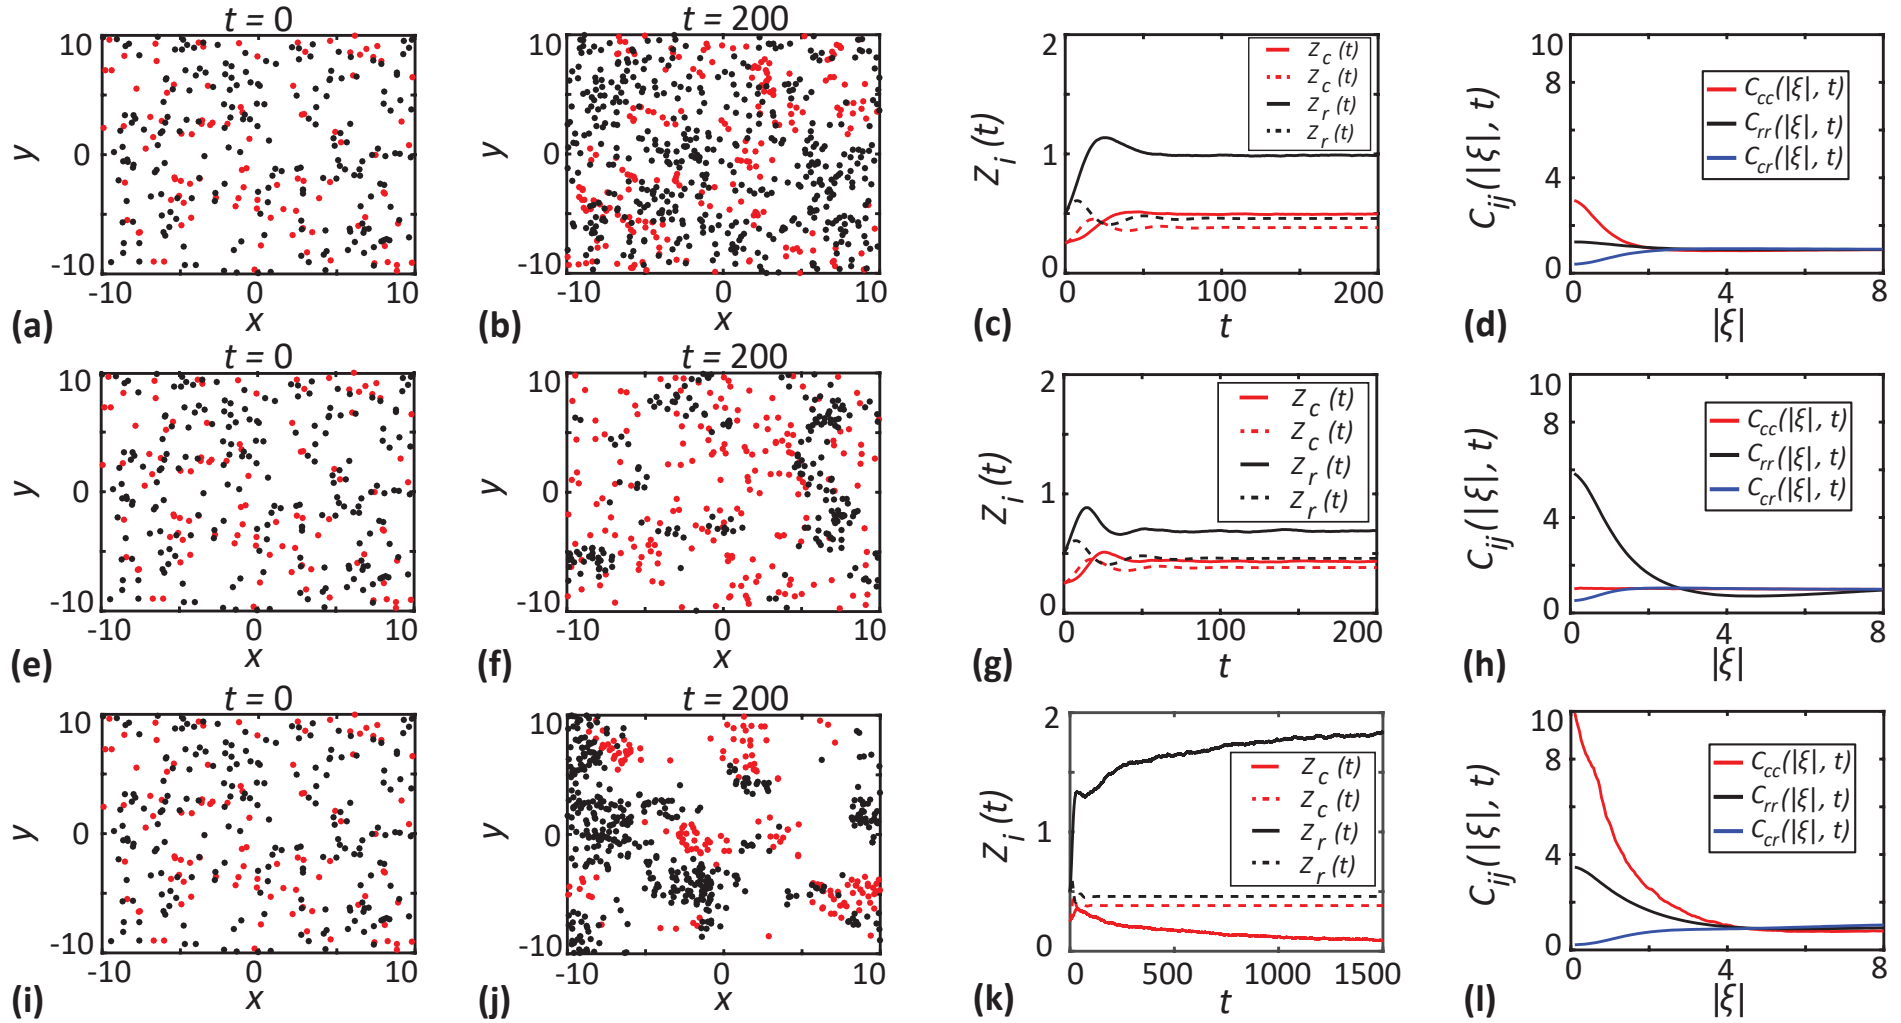 t = 0
10
y
0
-10
-10
0
10
x
(a)
t = 200
10
y
0
-10
-10
0
10
x
(b)
2
Z_i (t)
1
0
0
100
200
t
Z_c (t)
Z_c (t)
Z_r (t)
Z_r (t)
(c)
10
8
C_ij(|ξ|, t)
4
0
0
4
8
|ξ|
C_cc(|ξ|, t)
C_rr(|ξ|, t)
C_cr(|ξ|, t)
(d)
t = 0
10
y
0
-10
-10
0
10
x
(e)
t = 200
10
y
0
-10
-10
0
10
x
(f)
2
Z_i (t)
1
0
0
100
200
t
Z_c (t)
Z_c (t)
Z_r (t)
Z_r (t)
(g)
10
8
C_ij(|ξ|, t)
4
0
0
4
8
|ξ|
C_cc(|ξ|, t)
C_rr(|ξ|, t)
C_cr(|ξ|, t)
(h)
t = 0
10
y
0
-10
-10
0
10
x
(i)
t = 200
10
y
0
-10
-10
0
10
x
(j)
2
Z_i (t)
1
0
0
500
1000
1500
t
Z_c (t)
Z_c (t)
Z_r (t)
Z_r (t)
(k)
10
8
C_ij(|ξ|, t)
4
0
0
4
8
|ξ|
C_cc(|ξ|, t)
C_rr(|ξ|, t)
C_cr(|ξ|, t)
(l)